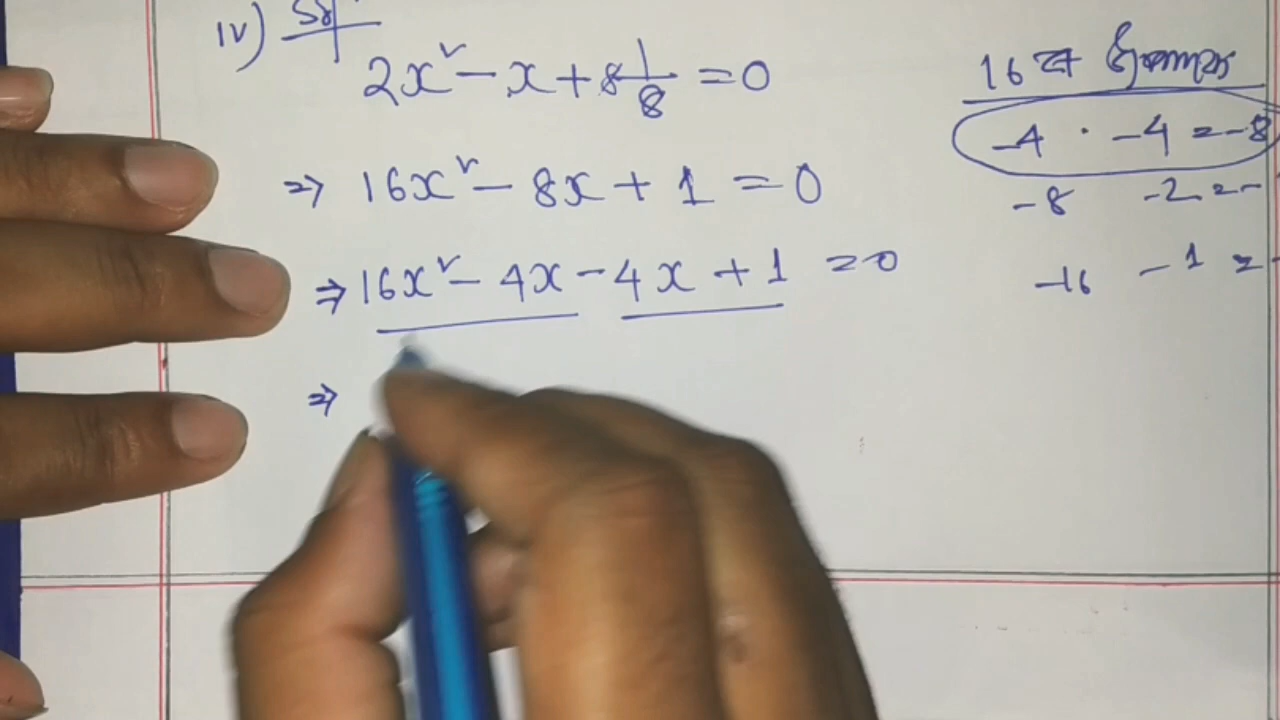 iv)
2x² - x + 1/8 = 0
⇒ 16x² - 8x + 1 = 0
⇒ 16x² - 4x - 4x + 1 = 0
⇒
16
-4 · -4 = -8
-8 -2 = -
-16 -1 =